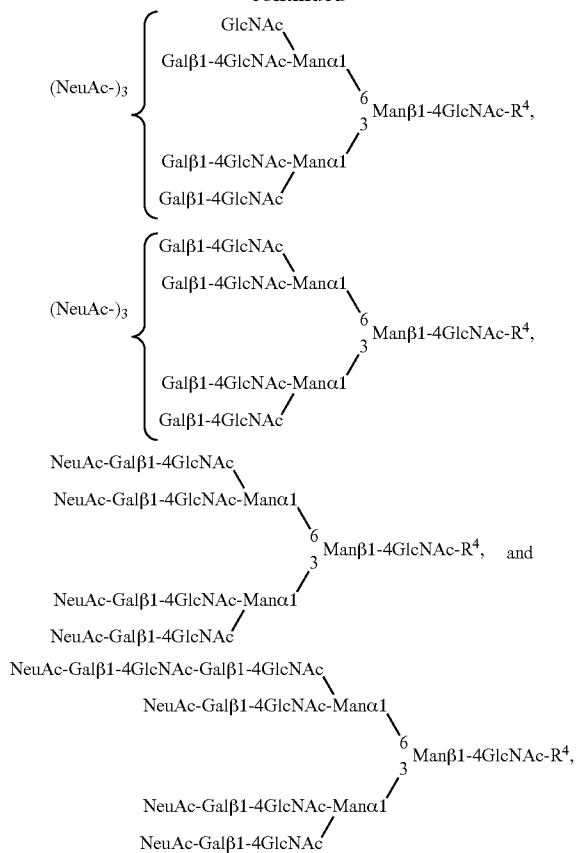 GlcNAc
Galβ1-4GlcNAc-Manα1
(NeuAc-)3
6
3 Manβ1-4GlcNAc-R⁴,
Galβ1-4GlcNAc-Manα1
Galβ1-4GlcNAc
Galβ1-4GlcNAc
Galβ1-4GlcNAc-Manα1
(NeuAc-)3
6
3 Manβ1-4GlcNAc-R⁴,
Galβ1-4GlcNAc-Manα1
Galβ1-4GlcNAc
NeuAc-Galβ1-4GlcNAc
NeuAc-Galβ1-4GlcNAc-Manα1
6
3 Manβ1-4GlcNAc-R⁴, and
NeuAc-Galβ1-4GlcNAc-Manα1
NeuAc-Galβ1-4GlcNAc
NeuAc-Galβ1-4GlcNAc-Galβ1-4GlcNAc
NeuAc-Galβ1-4GlcNAc-Manα1
6
3 Manβ1-4GlcNAc-R⁴,
NeuAc-Galβ1-4GlcNAc-Manα1
NeuAc-Galβ1-4GlcNAc